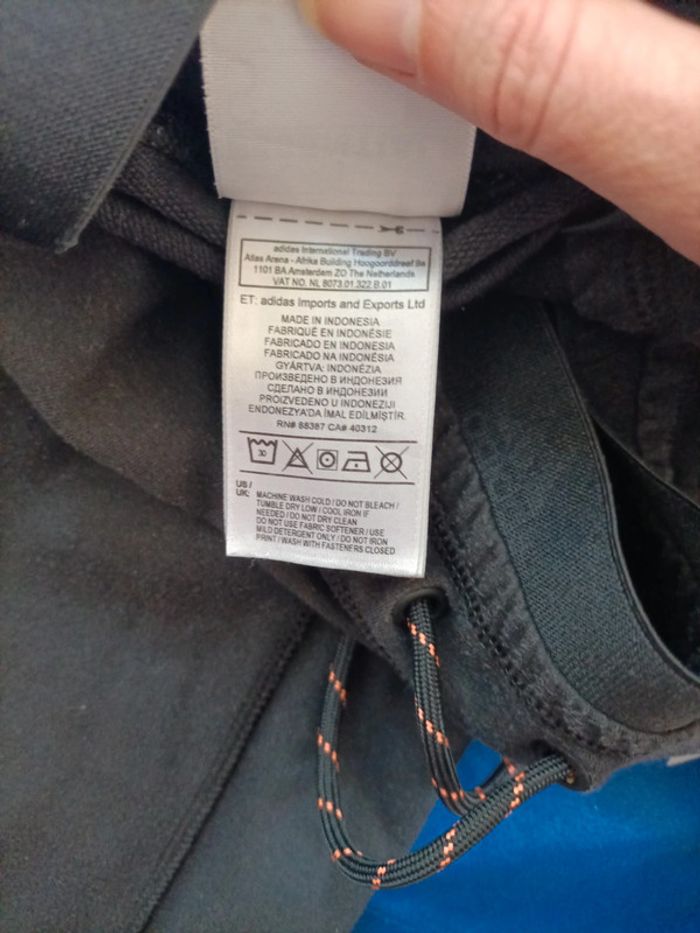 adidas International Trading BV
Atlas Arena - Afrika Building Hoogoorddreef 9a
1101 BA Amsterdam ZO The Netherlands
VAT NO. NL 8073.01.322.B.01
ET: adidas Imports and Exports Ltd
MADE IN INDONESIA
FABRIQUÉ EN INDONÉSIE
FABRICADO EN INDONESIA
FABRICADO NA INDONÉSIA
GYÁRTVA: INDONÉZIA
ПРОИЗВЕДЕНО В ИНДОНЕЗИЯ
СДЕЛАНО В ИНДОНЕЗИИ
PROIZVEDENO U INDONEZIJI
ENDONEZYA'DA İMAL EDİLMİŞTİR.
RN# 88387 CA# 40312
30
US /
UK: MACHINE WASH COLD / DO NOT BLEACH /
TUMBLE DRY LOW / COOL IRON IF
NEEDED / DO NOT DRY CLEAN
DO NOT USE FABRIC SOFTENER / USE
MILD DETERGENT ONLY / DO NOT IRON
PRINT / WASH WITH FASTENERS CLOSED